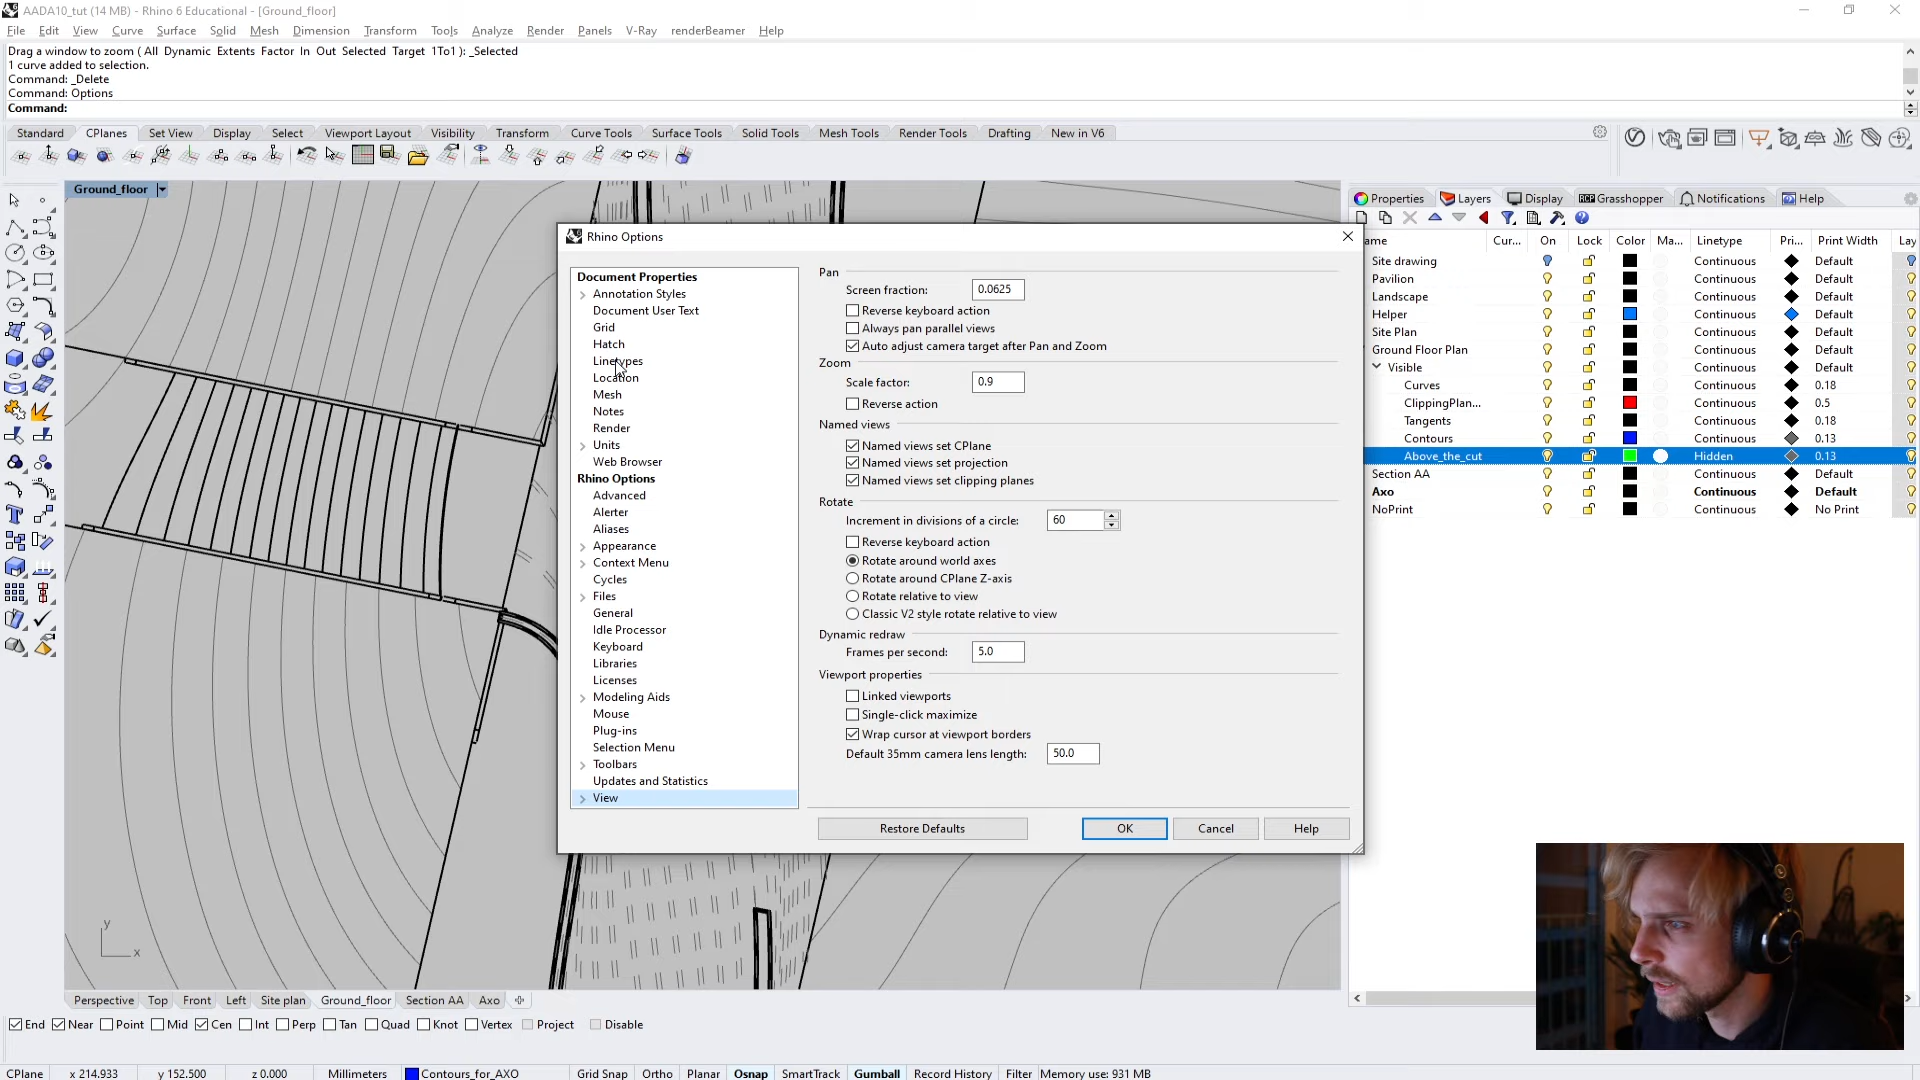 AADA10_tut (14 MB) - Rhino 6 Educational - [Ground_floor]
File Edit View Curve Surface Solid Mesh Dimension Transform Tools Analyze Render Panels V-Ray renderBeamer Help
Drag a window to zoom ( All Dynamic Extents Factor In Out Selected Target 1To1 ): _Selected
1 curve added to selection.
Command: _Delete
Command: Options
Command:
Standard CPlanes Set View Display Select Viewport Layout Visibility Transform Curve Tools Surface Tools Solid Tools Mesh Tools Render Tools Drafting New in V6
Ground_floor
Properties Layers Display Grasshopper Notifications Help
ame Cur... On Lock Color Ma... Linetype Pri... Print Width Lay
Site drawing Continuous Default
Pavilion Continuous Default
Landscape Continuous Default
Helper Continuous Default
Site Plan Continuous Default
Ground Floor Plan Continuous Default
Visible Continuous Default
Curves Continuous 0.18
ClippingPlan... Continuous 0.5
Tangents Continuous 0.18
Contours Continuous 0.13
Above_the_cut Hidden 0.13
Section AA Continuous Default
Axo Continuous Default
NoPrint Continuous No Print
Rhino Options
Document Properties
Annotation Styles
Document User Text
Grid
Hatch
Linetypes
Location
Mesh
Notes
Render
Units
Web Browser
Rhino Options
Advanced
Alerter
Aliases
Appearance
Context Menu
Cycles
Files
General
Idle Processor
Keyboard
Libraries
Licenses
Modeling Aids
Mouse
Plug-ins
Selection Menu
Toolbars
Updates and Statistics
View
Pan
Screen fraction: 0.0625
Reverse keyboard action
Always pan parallel views
Auto adjust camera target after Pan and Zoom
Zoom
Scale factor: 0.9
Reverse action
Named views
Named views set CPlane
Named views set projection
Named views set clipping planes
Rotate
Increment in divisions of a circle: 60
Reverse keyboard action
Rotate around world axes
Rotate around CPlane Z-axis
Rotate relative to view
Classic V2 style rotate relative to view
Dynamic redraw
Frames per second: 5.0
Viewport properties
Linked viewports
Single-click maximize
Wrap cursor at viewport borders
Default 35mm camera lens length: 50.0
Restore Defaults OK Cancel Help
y
x
Perspective Top Front Left Site plan Ground_floor Section AA Axo
End Near Point Mid Cen Int Perp Tan Quad Knot Vertex Project Disable
CPlane x 214.933 y 152.500 z 0.000 Millimeters Contours_for_AXO Grid Snap Ortho Planar Osnap SmartTrack Gumball Record History Filter Memory use: 931 MB